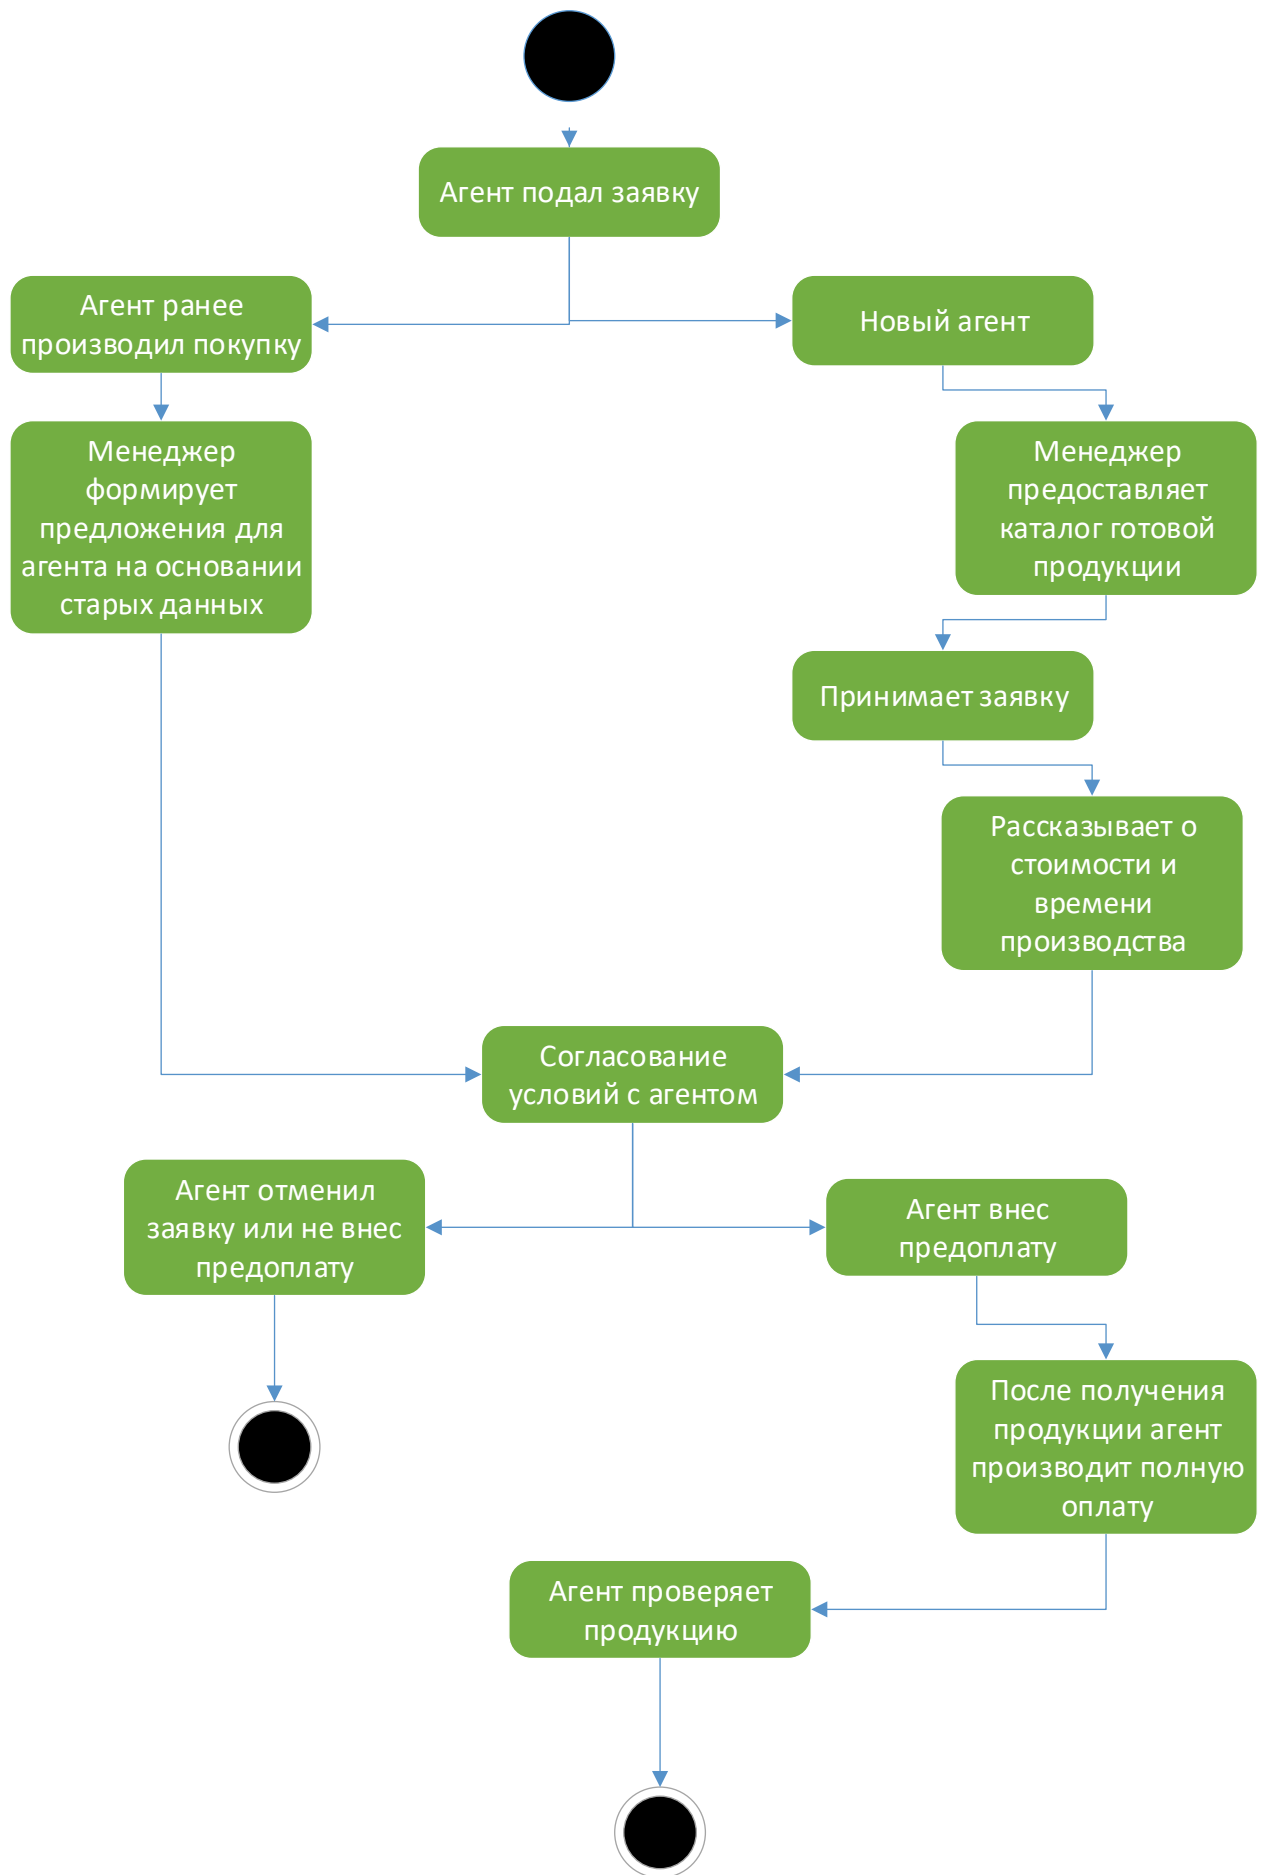 Агент подал заявку
Агент ранее
производил покупку
Новый агент
Менеджер
формирует
предложения для
агента на основании
старых данных
Менеджер
предоставляет
каталог готовой
продукции
Принимает заявку
Рассказывает о
стоимости и
времени
производства
Согласование
условий с агентом
Агент отменил
заявку или не внес
предоплату
Агент внес
предоплату
После получения
продукции агент
производит полную
оплату
Агент проверяет
продукцию